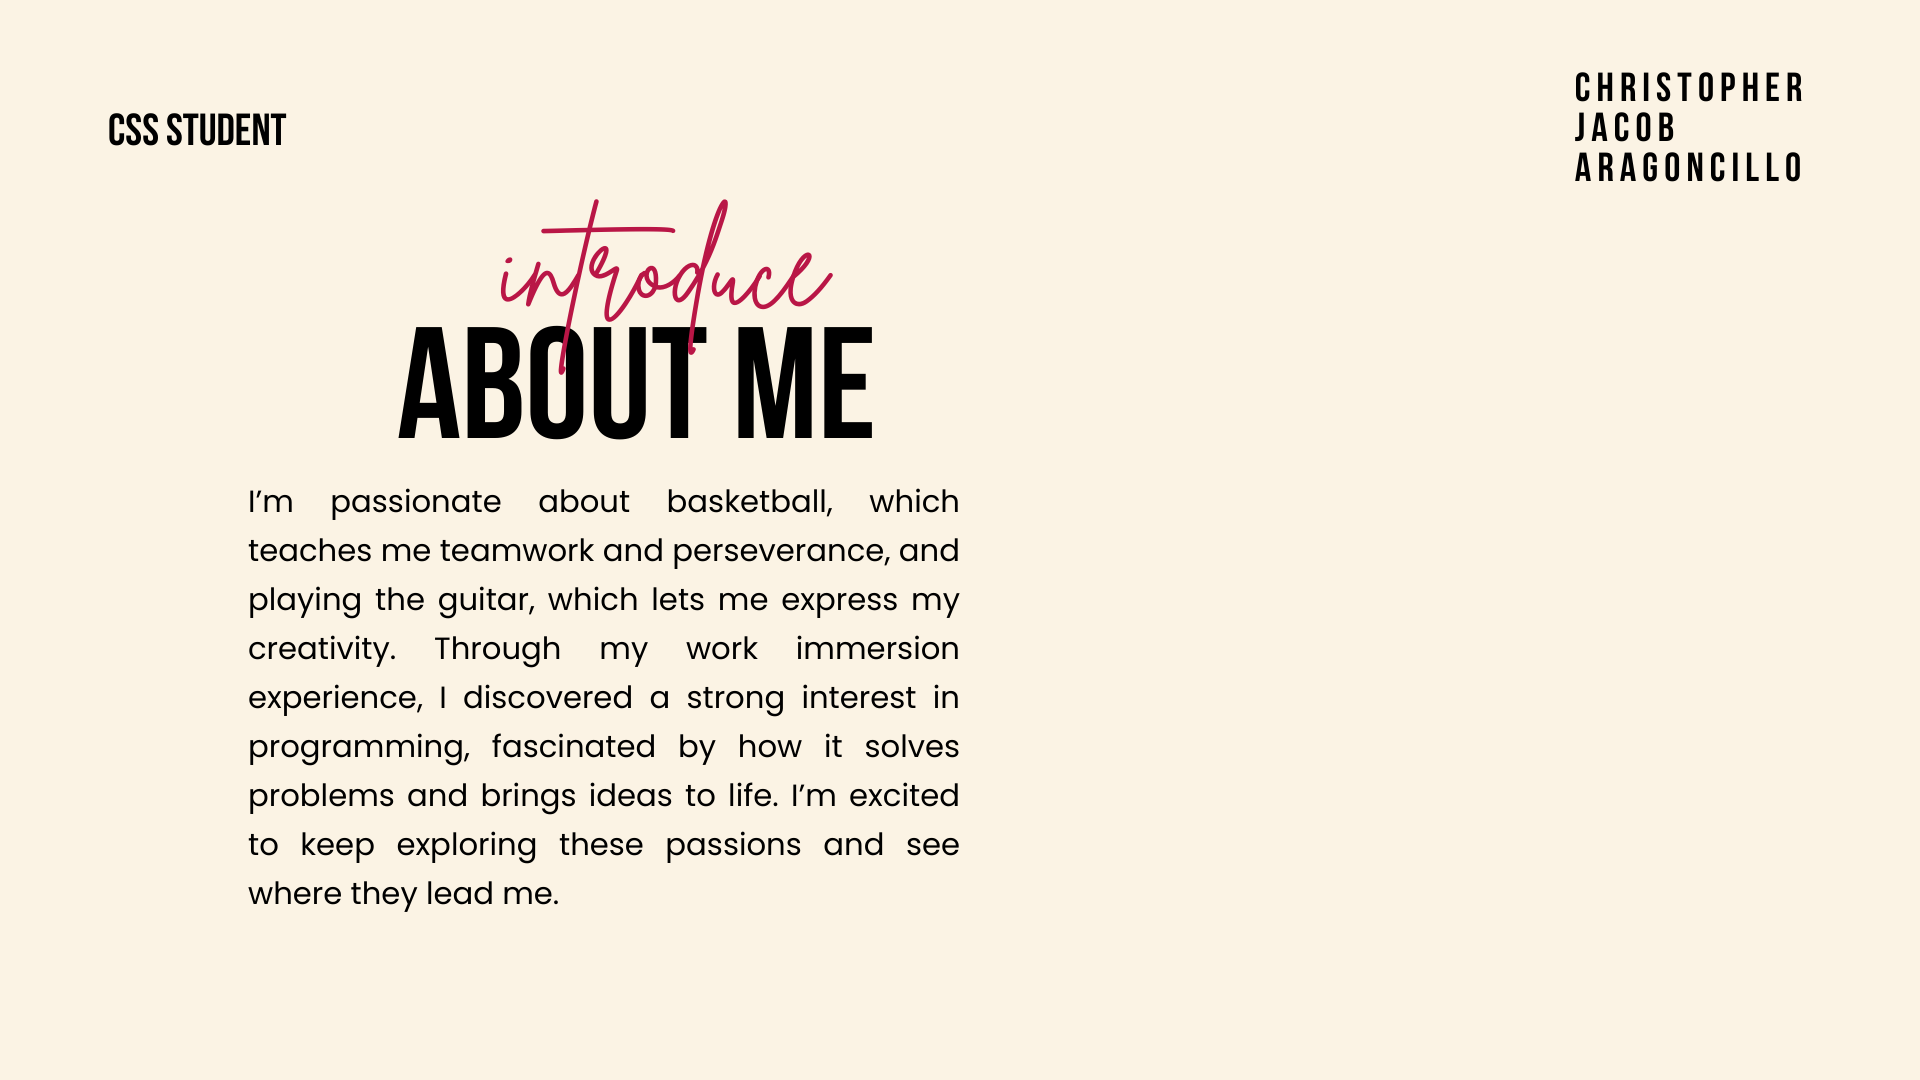 CSS STUDENT
CHRISTOPHER
JACOB
ARAGONCILLO
introduce
ABOUT ME
I’m passionate about basketball, which
teaches me teamwork and perseverance, and
playing the guitar, which lets me express my
creativity. Through my work immersion
experience, I discovered a strong interest in
programming, fascinated by how it solves
problems and brings ideas to life. I’m excited
to keep exploring these passions and see
where they lead me.